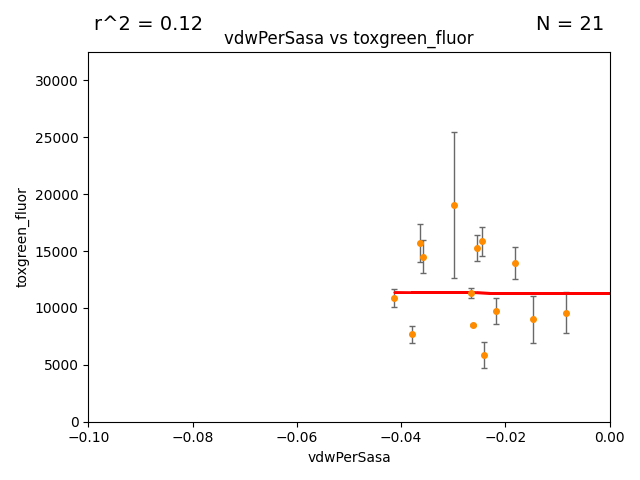 r^2 = 0.12
N = 21
vdwPerSasa vs toxgreen_fluor
30000
25000
20000
15000
10000
5000
0
toxgreen_fluor
−0.10
−0.08
−0.06
−0.04
−0.02
0.00
vdwPerSasa